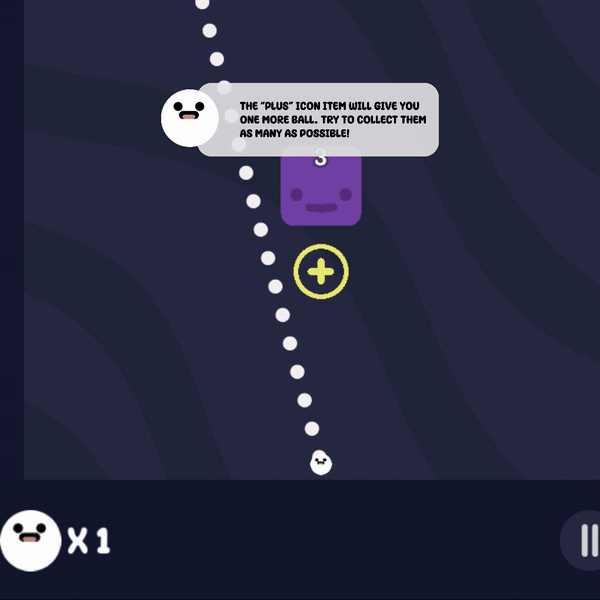 THE "PLUS" ICON ITEM WILL GIVE YOU
ONE MORE BALL. TRY TO COLLECT THEM
AS MANY AS POSSIBLE!
3
X 1